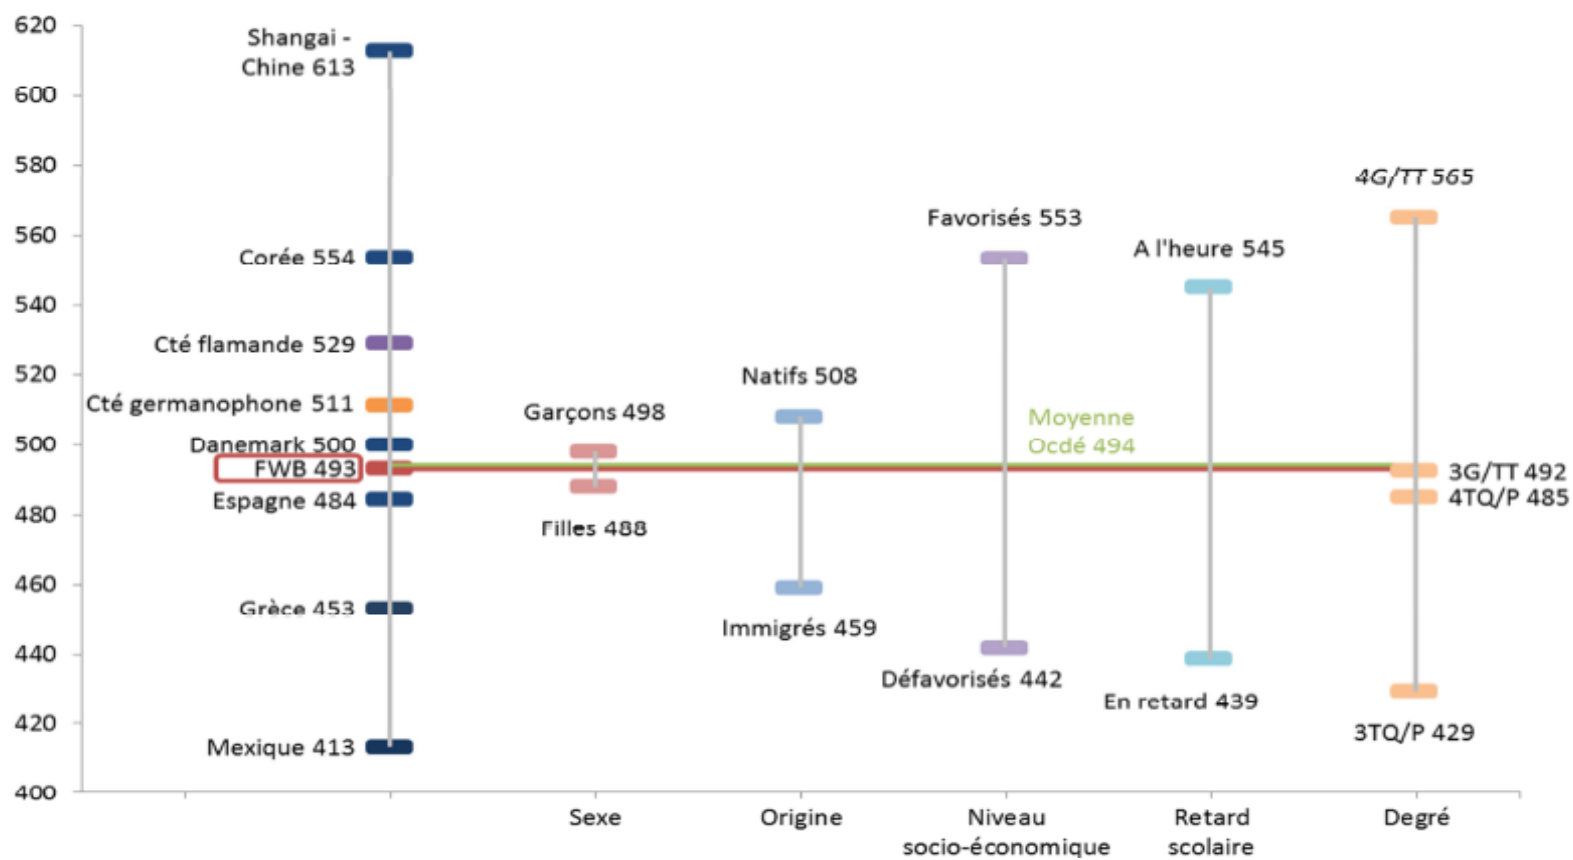 620
600
580
560
540
520
500
480
460
440
420
400
Shangai -
Chine 613
Corée 554
Cté flamande 529
Cté germanophone 511
Danemark 500
FWB 493
Espagne 484
Grèce 453
Mexique 413
Garçons 498
Filles 488
Natifs 508
Immigrés 459
Favorisés 553
Moyenne
Ocdé 494
Défavorisés 442
A l'heure 545
En retard 439
4G/TT 565
3G/TT 492
4TQ/P 485
3TQ/P 429
Sexe
Origine
Niveau
socio-économique
Retard
scolaire
Degré